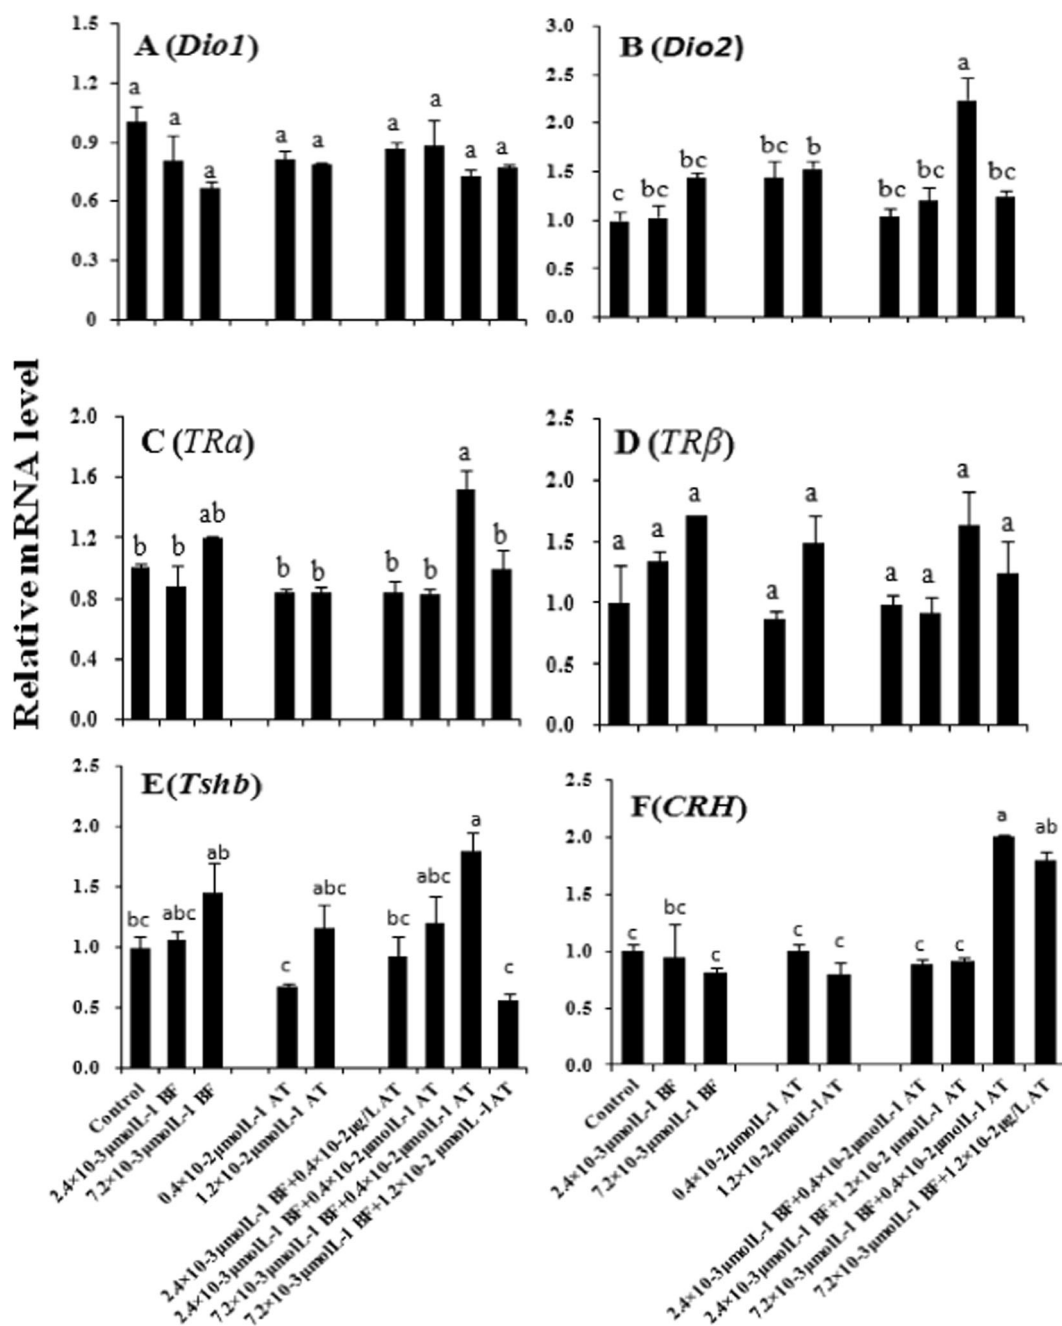 Relative mRNA level
A (Dio1)
1.5
1.2
0.9
0.6
0.3
0
a a a a a a a a a
B (Dio2)
3.0
2.5
2.0
1.5
1.0
0.5
0.0
c bc bc bc b bc bc a bc
C (TRa)
2.0
1.6
1.2
0.8
0.4
0.0
b b ab b b b b a b
D (TRβ)
2.5
2.0
1.5
1.0
0.5
0.0
a a a a a a a a a
E(Tshb)
2.5
2.0
1.5
1.0
0.5
0.0
bc abc ab c abc bc abc a c
Control
2.4×10-3μmolL-1 BF
7.2×10-3μmolL-1 BF
0.4×10-2μmolL-1 AT
1.2×10-2μmolL-1 AT
2.4×10-3μmolL-1 BF+0.4×10-2μg/L AT
2.4×10-3μmolL-1 BF+0.4×10-2μmolL-1 AT
7.2×10-3μmolL-1 BF+0.4×10-2μmolL-1 AT
7.2×10-3μmolL-1 BF+1.2×10-2 μmolL-1AT
F(CRH)
2.5
2.0
1.5
1.0
0.5
0.0
c bc c c c c c a ab
Control
2.4×10-3μmolL-1 BF
7.2×10-3μmolL-1 BF
0.4×10-2μmolL-1 AT
1.2×10-2μmolL-1AT
2.4×10-3μmolL-1 BF+0.4×10-2μmolL-1 AT
2.4×10-3μmolL-1 BF+1.2×10-2 μmolL-1 AT
7.2×10-3μmolL-1 BF+0.4×10-2μmolL-1 AT
7.2×10-3μmolL-1 BF+1.2×10-2μg/L AT